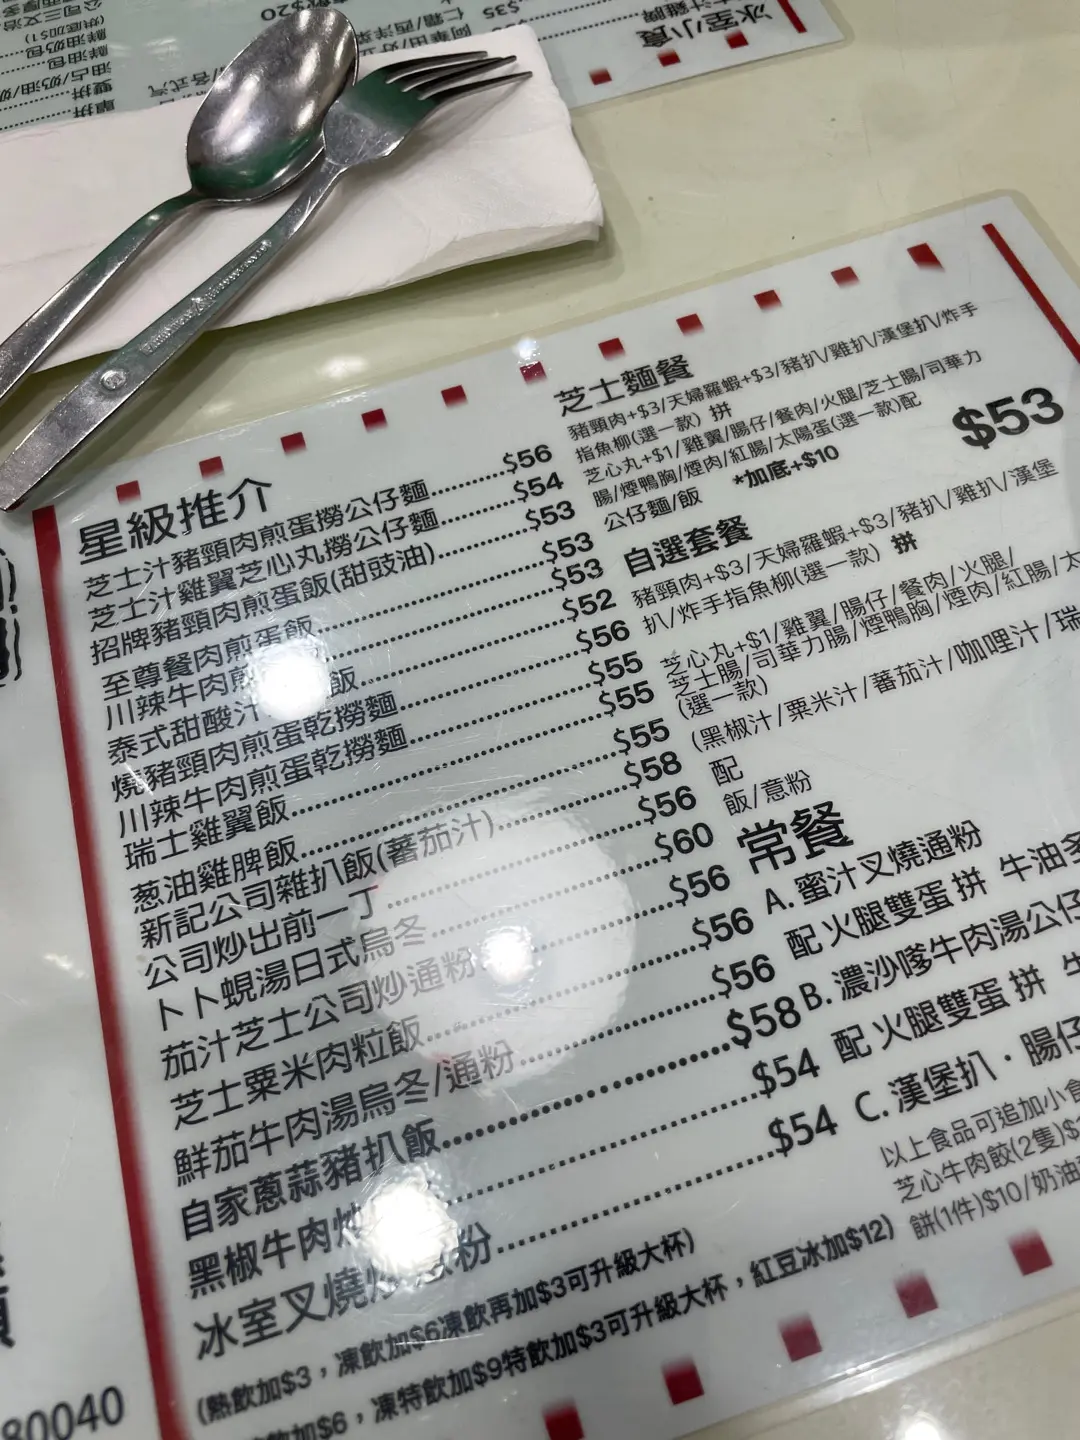 冰室小食
$35
$20
星級推介
芝士汁豬頸肉煎蛋撈公仔麵 $56
芝士汁雞翼芝心丸撈公仔麵 $54
招牌豬頸肉煎蛋飯(甜豉油) $53
至尊餐肉煎蛋飯 $53
川辣牛肉煎 飯 $53
泰式甜酸汁 飯 $52
燒豬頸肉煎蛋乾撈麵 $56
川辣牛肉煎蛋乾撈麵 $55
瑞士雞翼飯 $55
葱油雞脾飯 $55
新記公司雜扒飯(蕃茄汁) $58
公司炒出前一丁 $56
卜卜蜆湯日式烏冬 $60
茄汁芝士公司炒通粉 $56
芝士粟米肉粒飯 $56
鮮茄牛肉湯烏冬/通粉 $56
自家蔥蒜豬扒飯 $58
黑椒牛肉炒 $54
冰室叉燒炒 粉 $54
(熱飲加$3,凍飲加$6凍飲再加$3可升級大杯)
飲加$6,凍特飲加$9特飲加$3可升級大杯,紅豆冰加$12)
芝士麵餐
豬頸肉+$3/天婦羅蝦+$3/豬扒/雞扒/漢堡扒/炸手
指魚柳(選一款) 拼
芝心丸+$1/雞翼/腸仔/餐肉/火腿/芝士腸/司華力
腸/煙鴨胸/煙肉/紅腸/太陽蛋(選一款)配
公仔麵/飯 *加底+$10
$53
自選套餐
豬頸肉+$3/天婦羅蝦+$3/豬扒/雞扒/漢堡
扒/炸手指魚柳(選一款) 拼
芝心丸+$1/雞翼/腸仔/餐肉/火腿/
芝士腸/司華力腸/煙鴨胸/煙肉/紅腸/太
(選一款)
(黑椒汁/粟米汁/蕃茄汁/咖哩汁/瑞
配
飯/意粉
常餐
A. 蜜汁叉燒通粉
配 火腿雙蛋 拼 牛油多
B. 濃沙嗲牛肉湯公仔
配 火腿雙蛋 拼 牛
C. 漢堡扒・腸仔
以上食品可追加小食
芝心牛肉餃(2隻)$
餅(1件)$10/奶油
80040